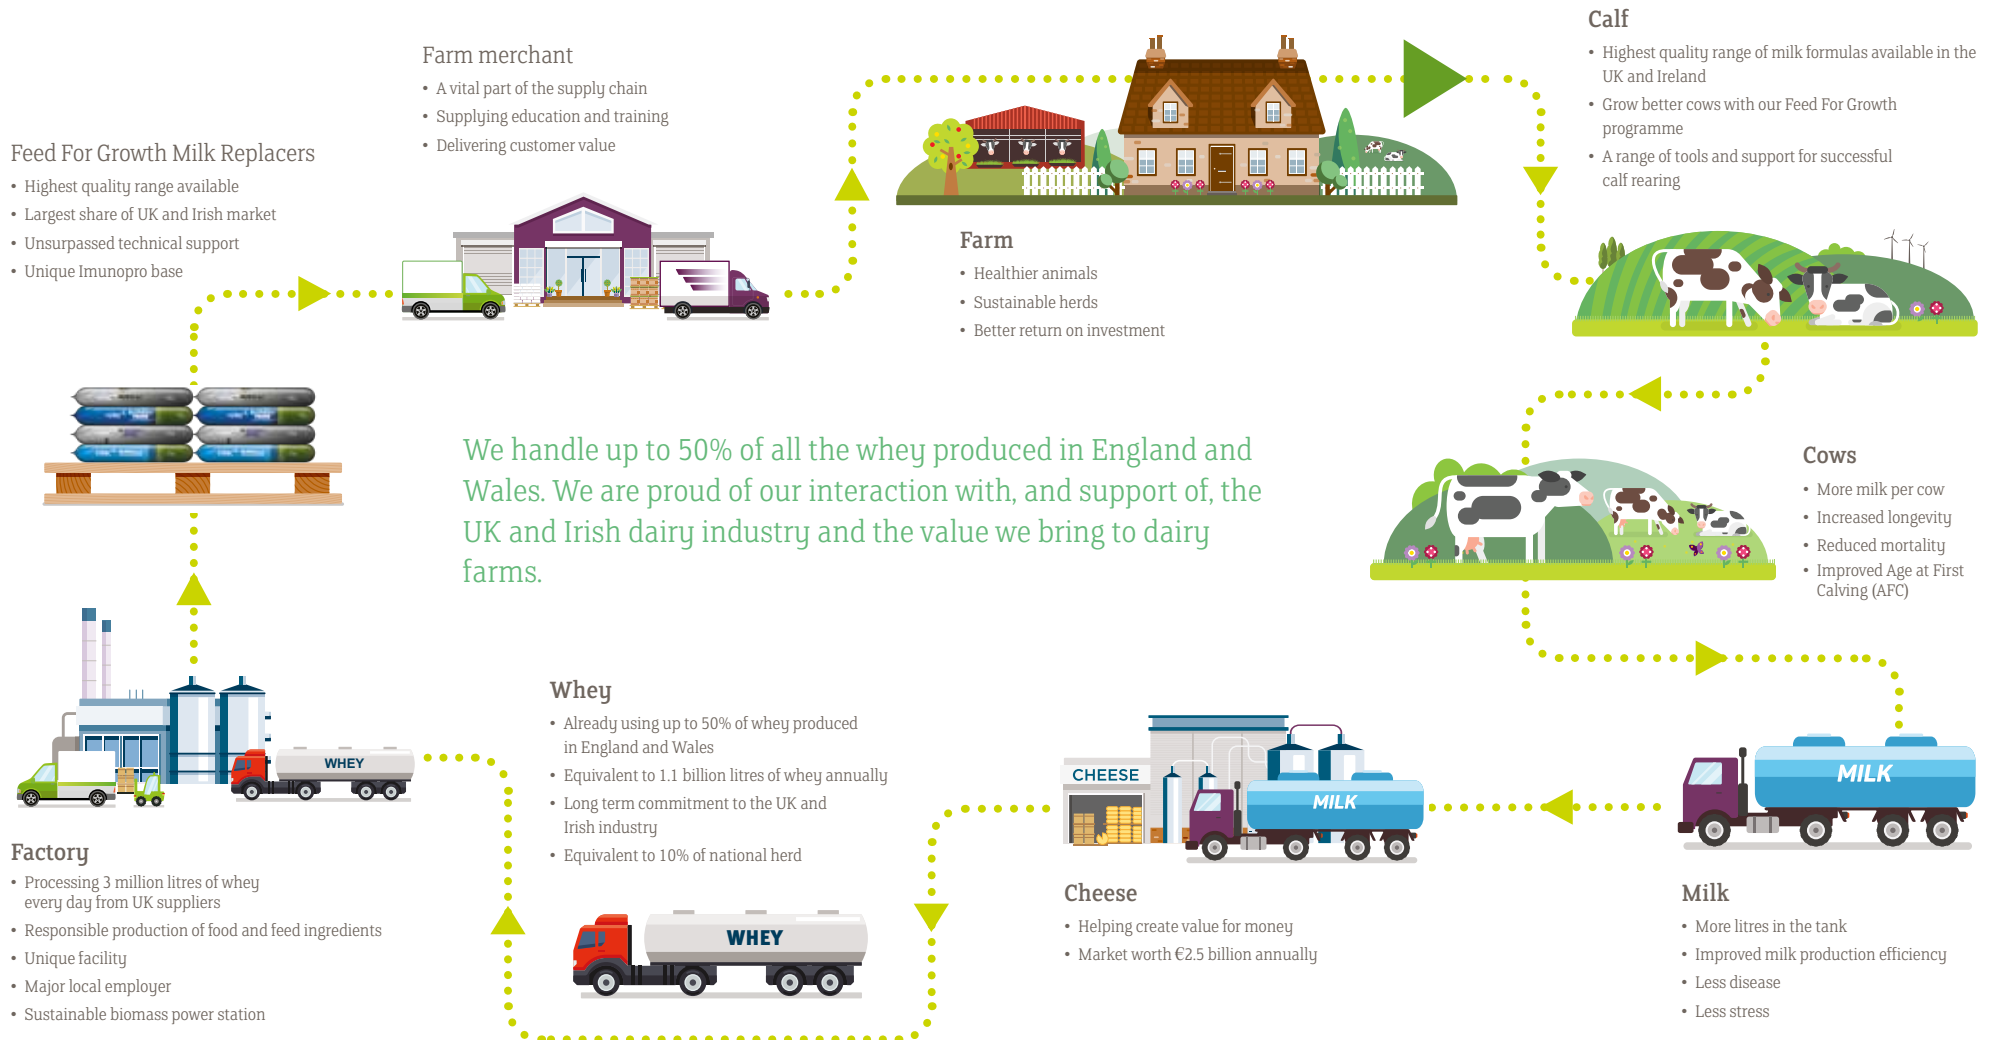 Feed For Growth Milk Replacers
• Highest quality range available
• Largest share of UK and Irish market
• Unsurpassed technical support
• Unique Imunopro base
Farm merchant
• A vital part of the supply chain
• Supplying education and training
• Delivering customer value
Farm
• Healthier animals
• Sustainable herds
• Better return on investment
Calf
• Highest quality range of milk formulas available in the
UK and Ireland
• Grow better cows with our Feed For Growth
programme
• A range of tools and support for successful
calf rearing
We handle up to 50% of all the whey produced in England and
Wales. We are proud of our interaction with, and support of, the
UK and Irish dairy industry and the value we bring to dairy
farms.
Cows
• More milk per cow
• Increased longevity
• Reduced mortality
• Improved Age at First
Calving (AFC)
MILK
Milk
• More litres in the tank
• Improved milk production efficiency
• Less disease
• Less stress
CHEESE
MILK
Cheese
• Helping create value for money
• Market worth €2.5 billion annually
Whey
• Already using up to 50% of whey produced
in England and Wales
• Equivalent to 1.1 billion litres of whey annually
• Long term commitment to the UK and
Irish industry
• Equivalent to 10% of national herd
WHEY
WHEY
Factory
• Processing 3 million litres of whey
every day from UK suppliers
• Responsible production of food and feed ingredients
• Unique facility
• Major local employer
• Sustainable biomass power station